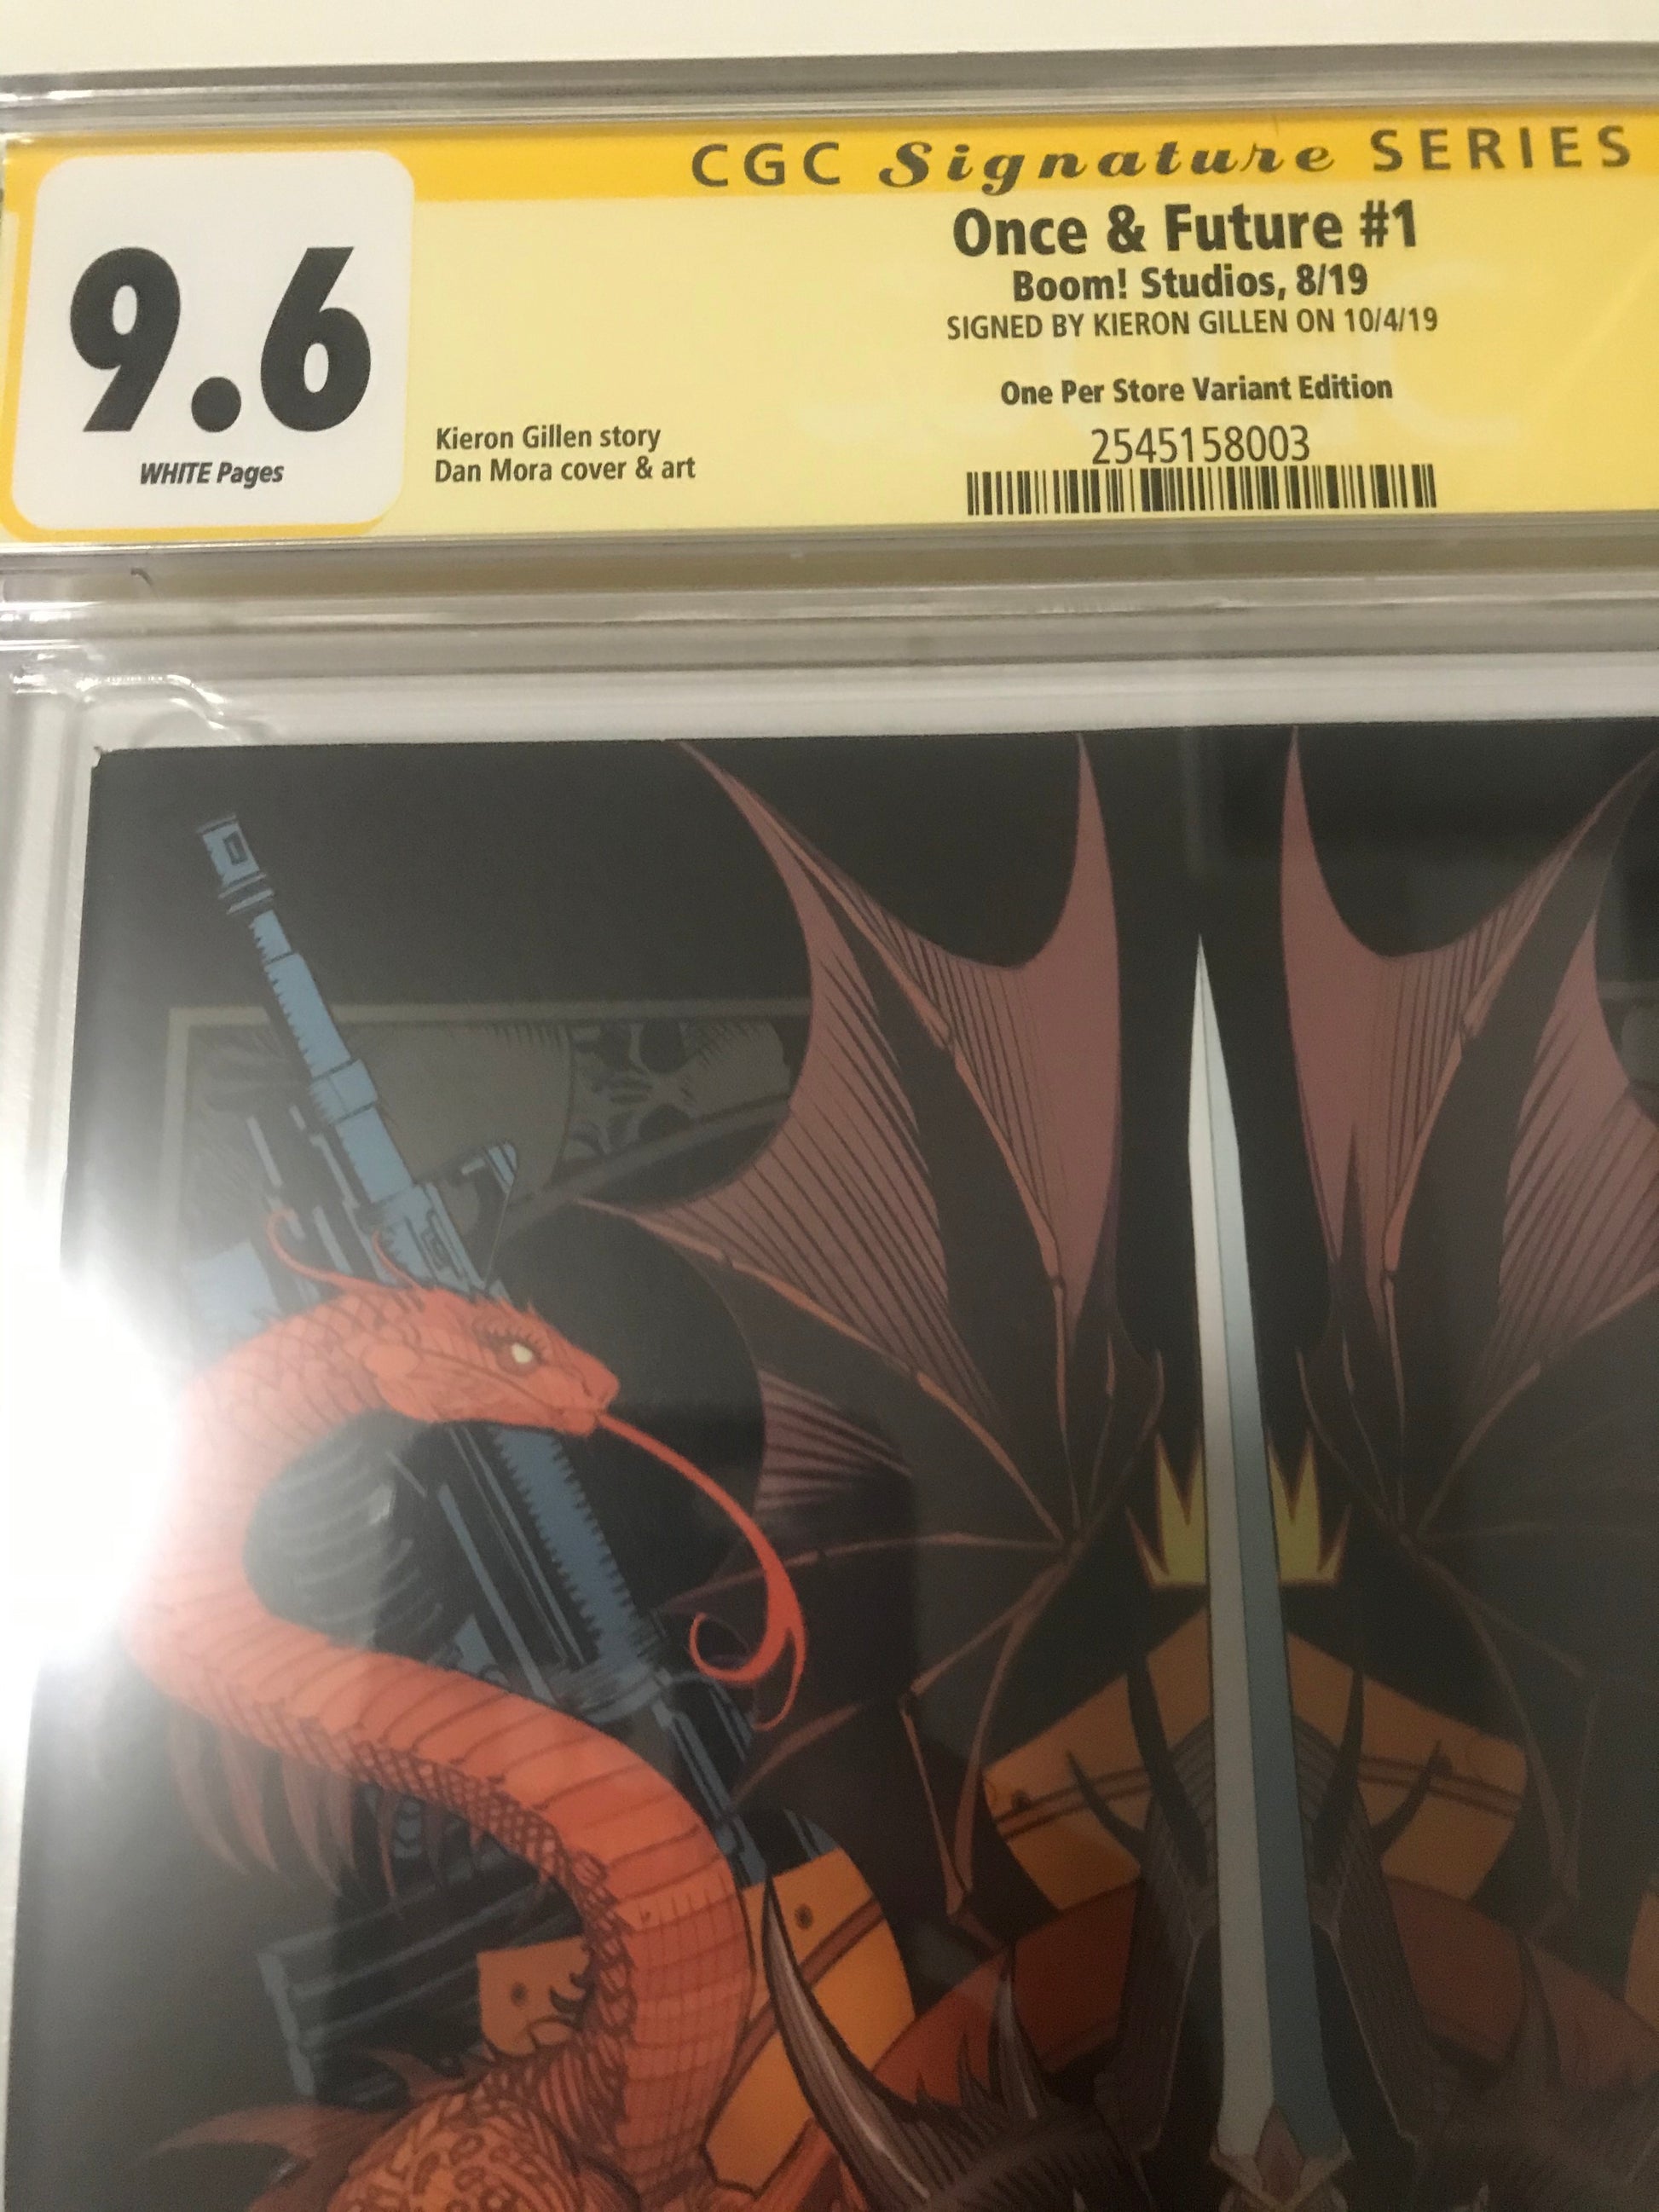 CGC Signature SERIES
9.6
WHITE Pages
Once & Future #1
Boom! Studios, 8/19
SIGNED BY KIERON GILLEN ON 10/4/19
One Per Store Variant Edition
Kieron Gillen story
Dan Mora cover & art
2545158003